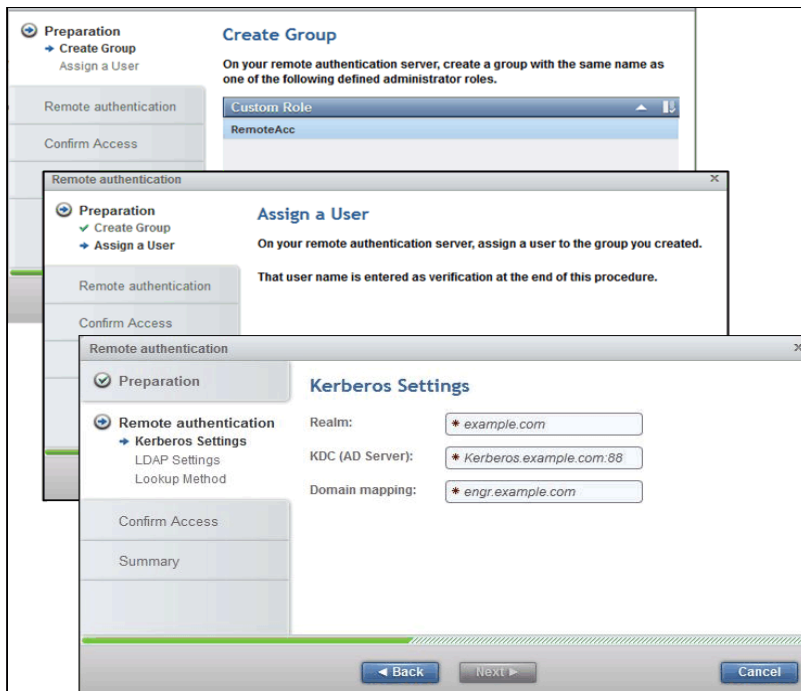 Preparation
Create Group
Assign a User
Remote authentication
Confirm Access
Create Group
On your remote authentication server, create a group with the same name as
one of the following defined administrator roles.
Custom Role
RemoteAcc
Remote authentication
x
Preparation
Create Group
Assign a User
Remote authentication
Confirm Access
Assign a User
On your remote authentication server, assign a user to the group you created.
That user name is entered as verification at the end of this procedure.
Remote authentication
x
Preparation
Remote authentication
Kerberos Settings
LDAP Settings
Lookup Method
Confirm Access
Summary
Kerberos Settings
Realm: * example.com
KDC (AD Server): * Kerberos.example.com:88
Domain mapping: * engr.example.com
Back
Next
Cancel